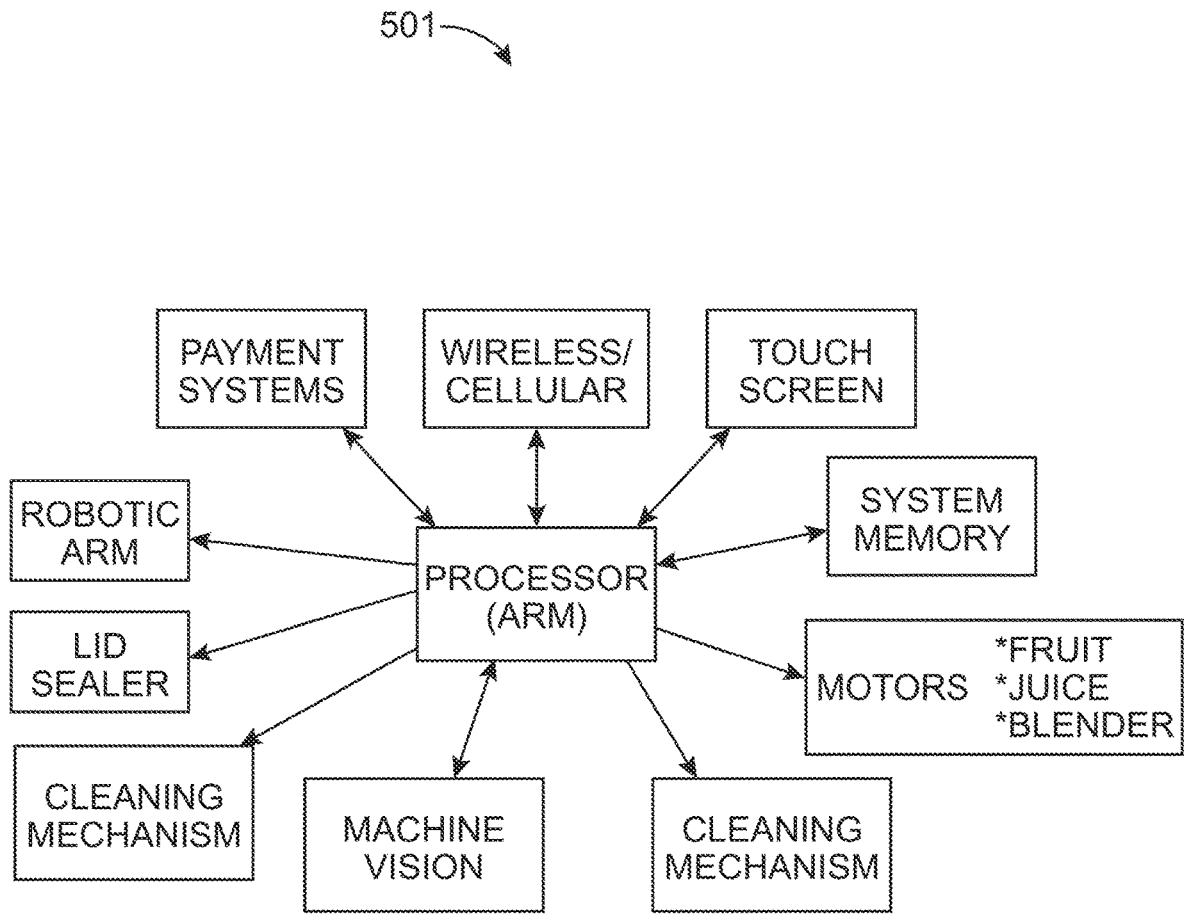 501
PAYMENT
SYSTEMS
WIRELESS/
CELLULAR
TOUCH
SCREEN
ROBOTIC
ARM
SYSTEM
MEMORY
PROCESSOR
(ARM)
LID
SEALER
MOTORS
*FRUIT
*JUICE
*BLENDER
CLEANING
MECHANISM
MACHINE
VISION
CLEANING
MECHANISM